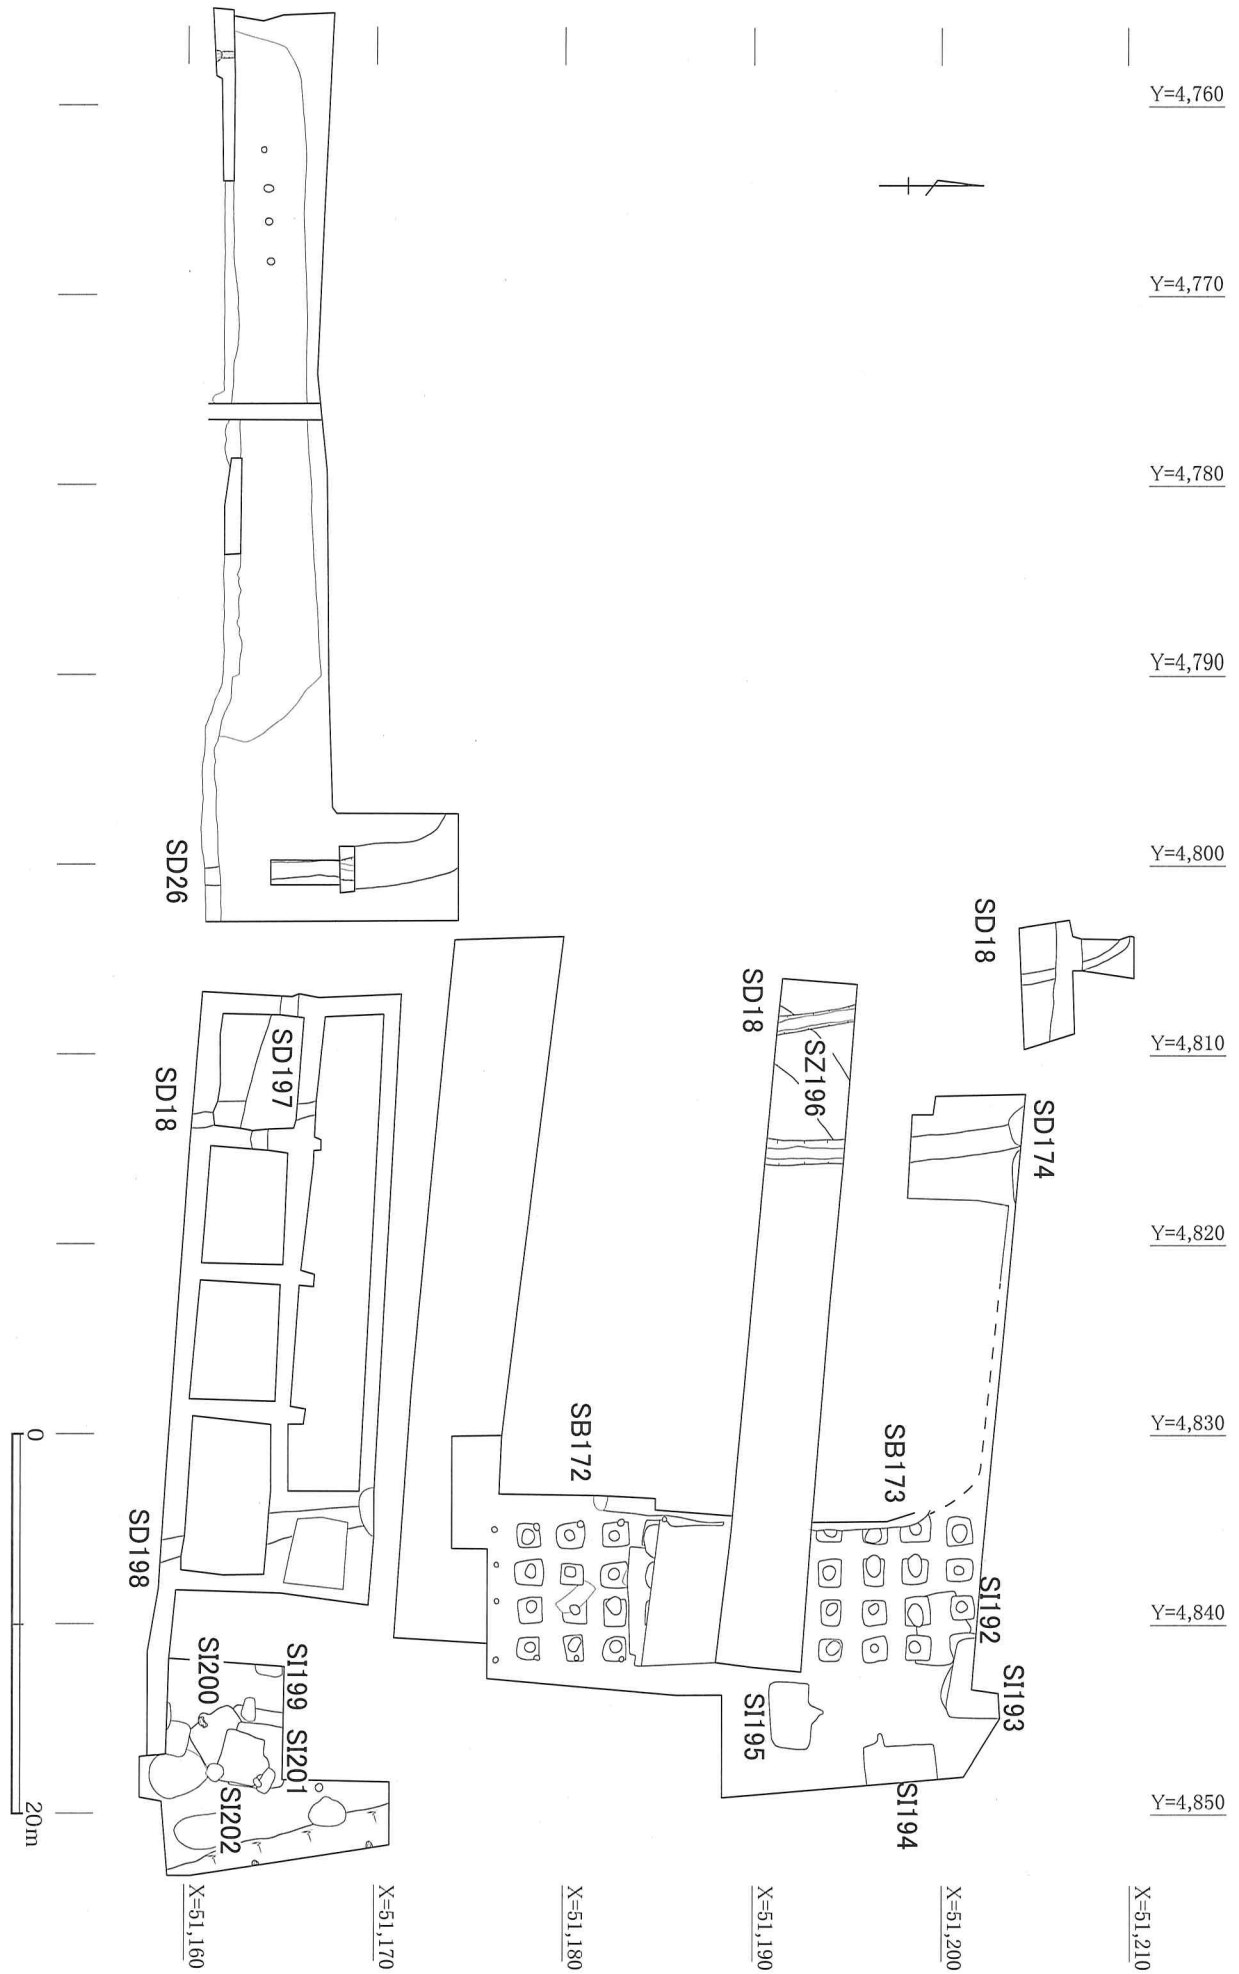 Y=4,760
Y=4,770
Y=4,780
Y=4,790
Y=4,800
Y=4,810
Y=4,820
Y=4,830
Y=4,840
Y=4,850
SD26
SD18
SD18
SZ196
SD197
SD18
SD174
SB172
SB173
SD198
SI192
SI193
SI195
SI194
SI199
SI200
SI201
SI202
0
20m
X=51,160
X=51,170
X=51,180
X=51,190
X=51,200
X=51,210